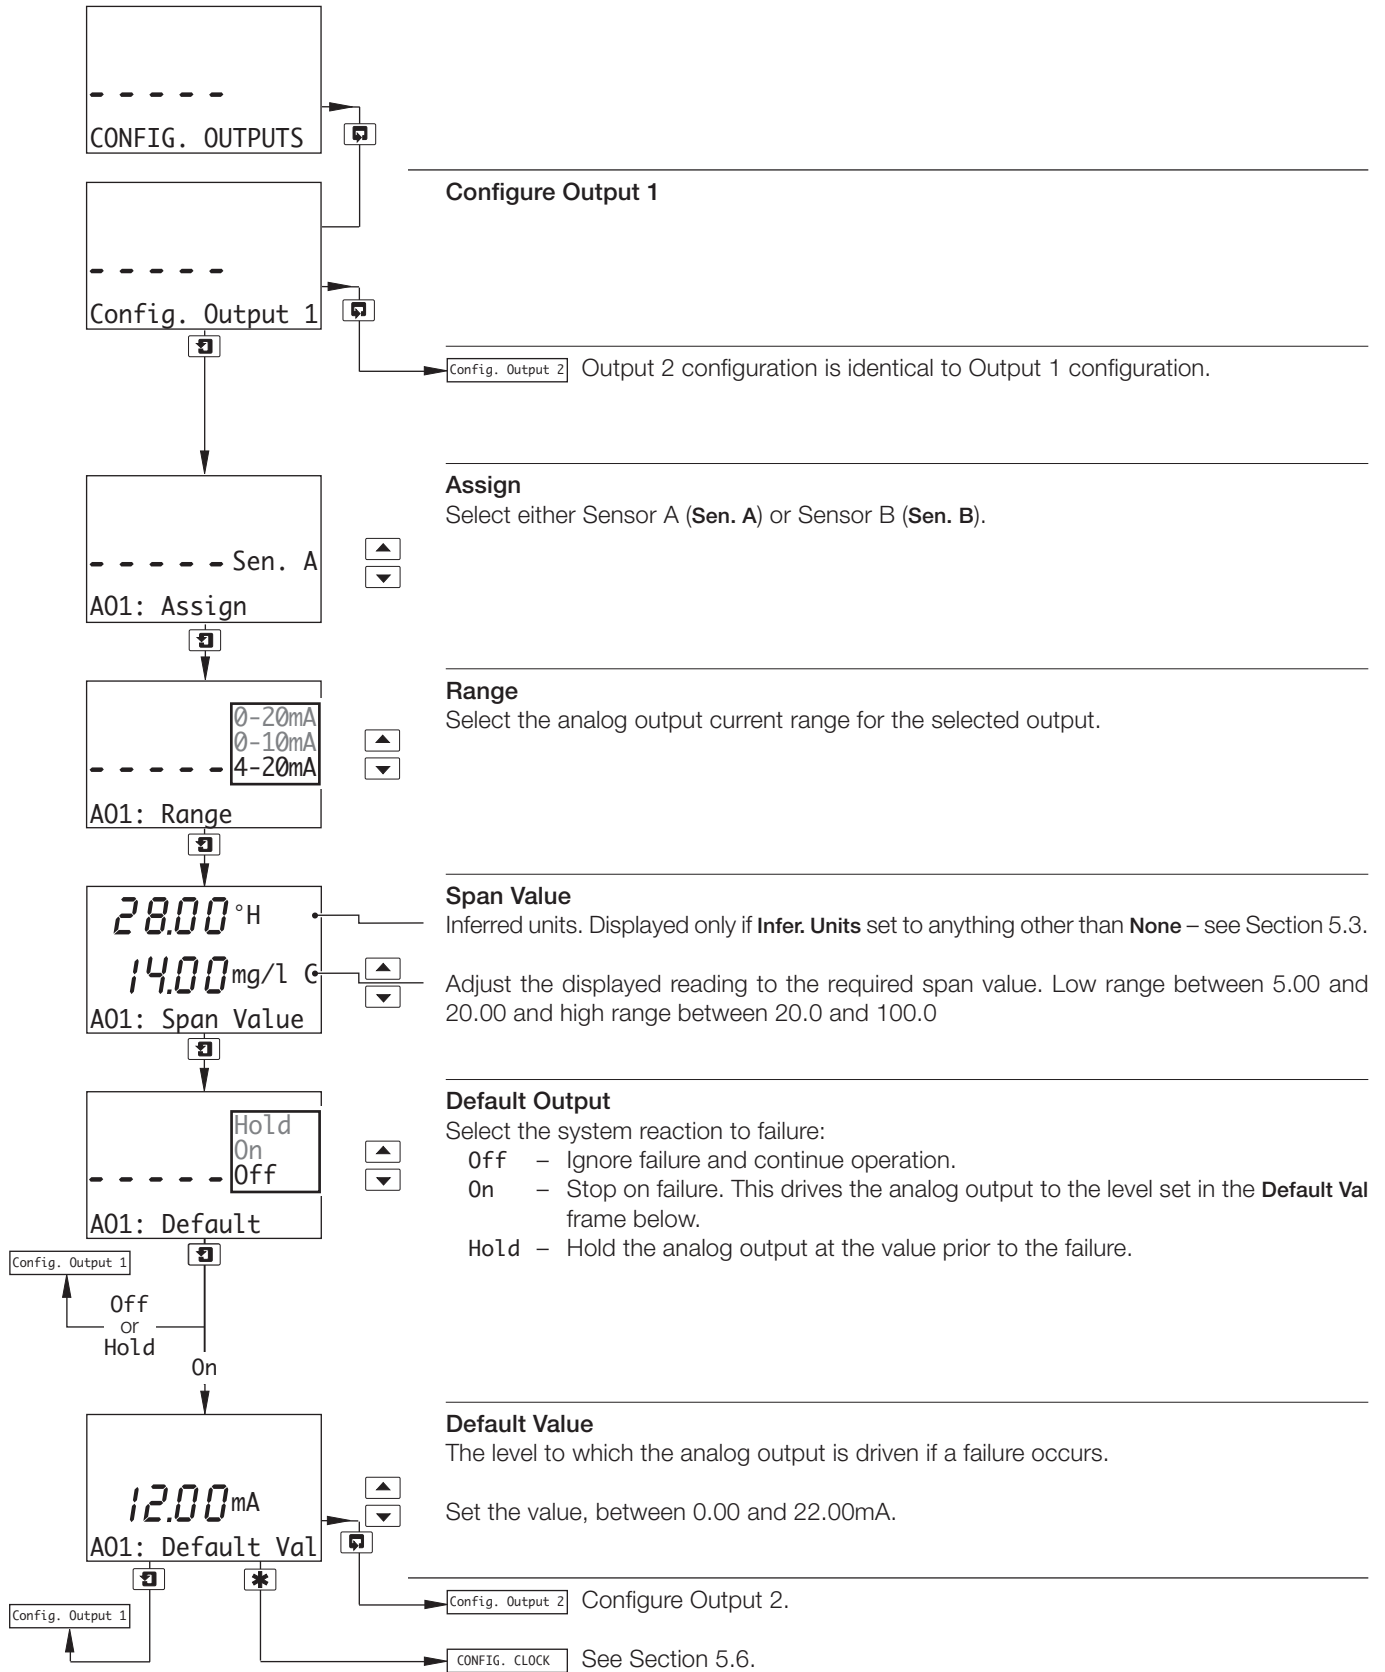 CONFIG. OUTPUTS
Configure Output 1
Config. Output 1
Config. Output 2 Output 2 configuration is identical to Output 1 configuration.
Assign
Select either Sensor A (Sen. A) or Sensor B (Sen. B).
Sen. A
AO1: Assign
Range
Select the analog output current range for the selected output.
0-20mA
0-10mA
4-20mA
AO1: Range
Span Value
28.00 °H
Inferred units. Displayed only if Infer. Units set to anything other than None – see Section 5.3.
14.00 mg/l C
Adjust the displayed reading to the required span value. Low range between 5.00 and
20.00 and high range between 20.0 and 100.0
AO1: Span Value
Default Output
Select the system reaction to failure:
Hold
On
Off
Off – Ignore failure and continue operation.
On – Stop on failure. This drives the analog output to the level set in the Default Val
frame below.
Hold – Hold the analog output at the value prior to the failure.
AO1: Default
Config. Output 1
Off
or
Hold
On
Default Value
The level to which the analog output is driven if a failure occurs.
Set the value, between 0.00 and 22.00mA.
12.00 mA
AO1: Default Val
Config. Output 2 Configure Output 2.
Config. Output 1
CONFIG. CLOCK See Section 5.6.